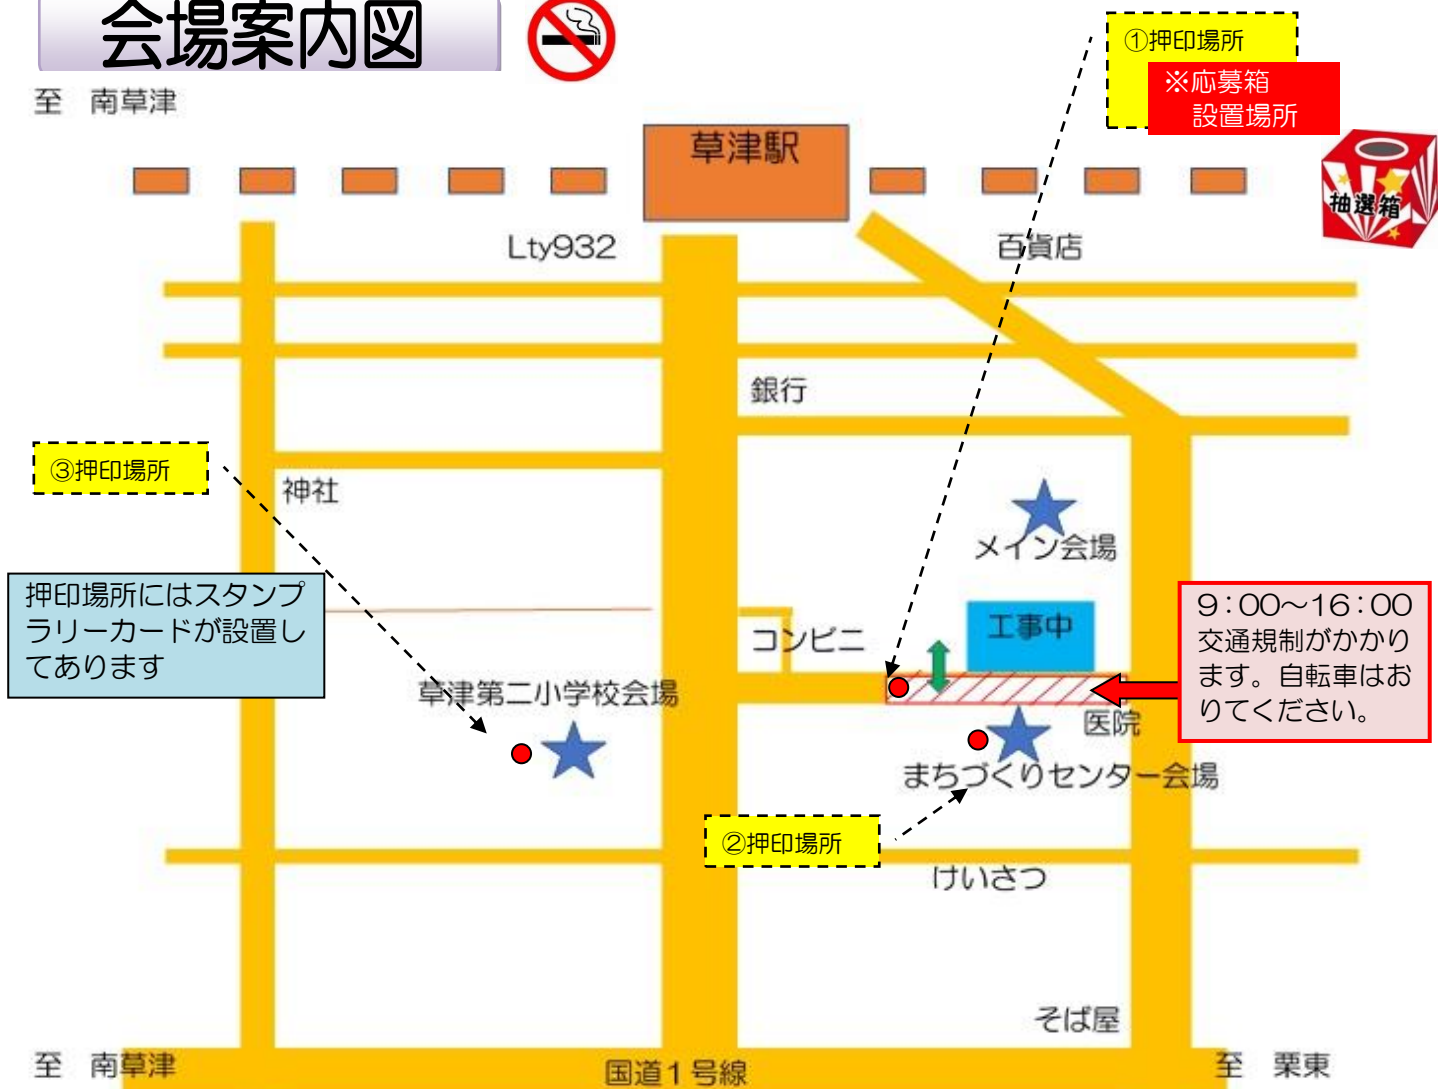 会場案内図
①押印場所
※応募箱
設置場所
至 南草津
草津駅
抽選箱
Lty932
百貨店
銀行
③押印場所
神社
メイン会場
押印場所にはスタンプ
ラリーカードが設置し
てあります
コンビニ
工事中
9:00～16:00
交通規制がかかり
ます。自転車はお
りてください。
草津第二小学校会場
医院
まちづくりセンター会場
②押印場所
けいさつ
そば屋
至 南草津
国道1号線
至 栗東